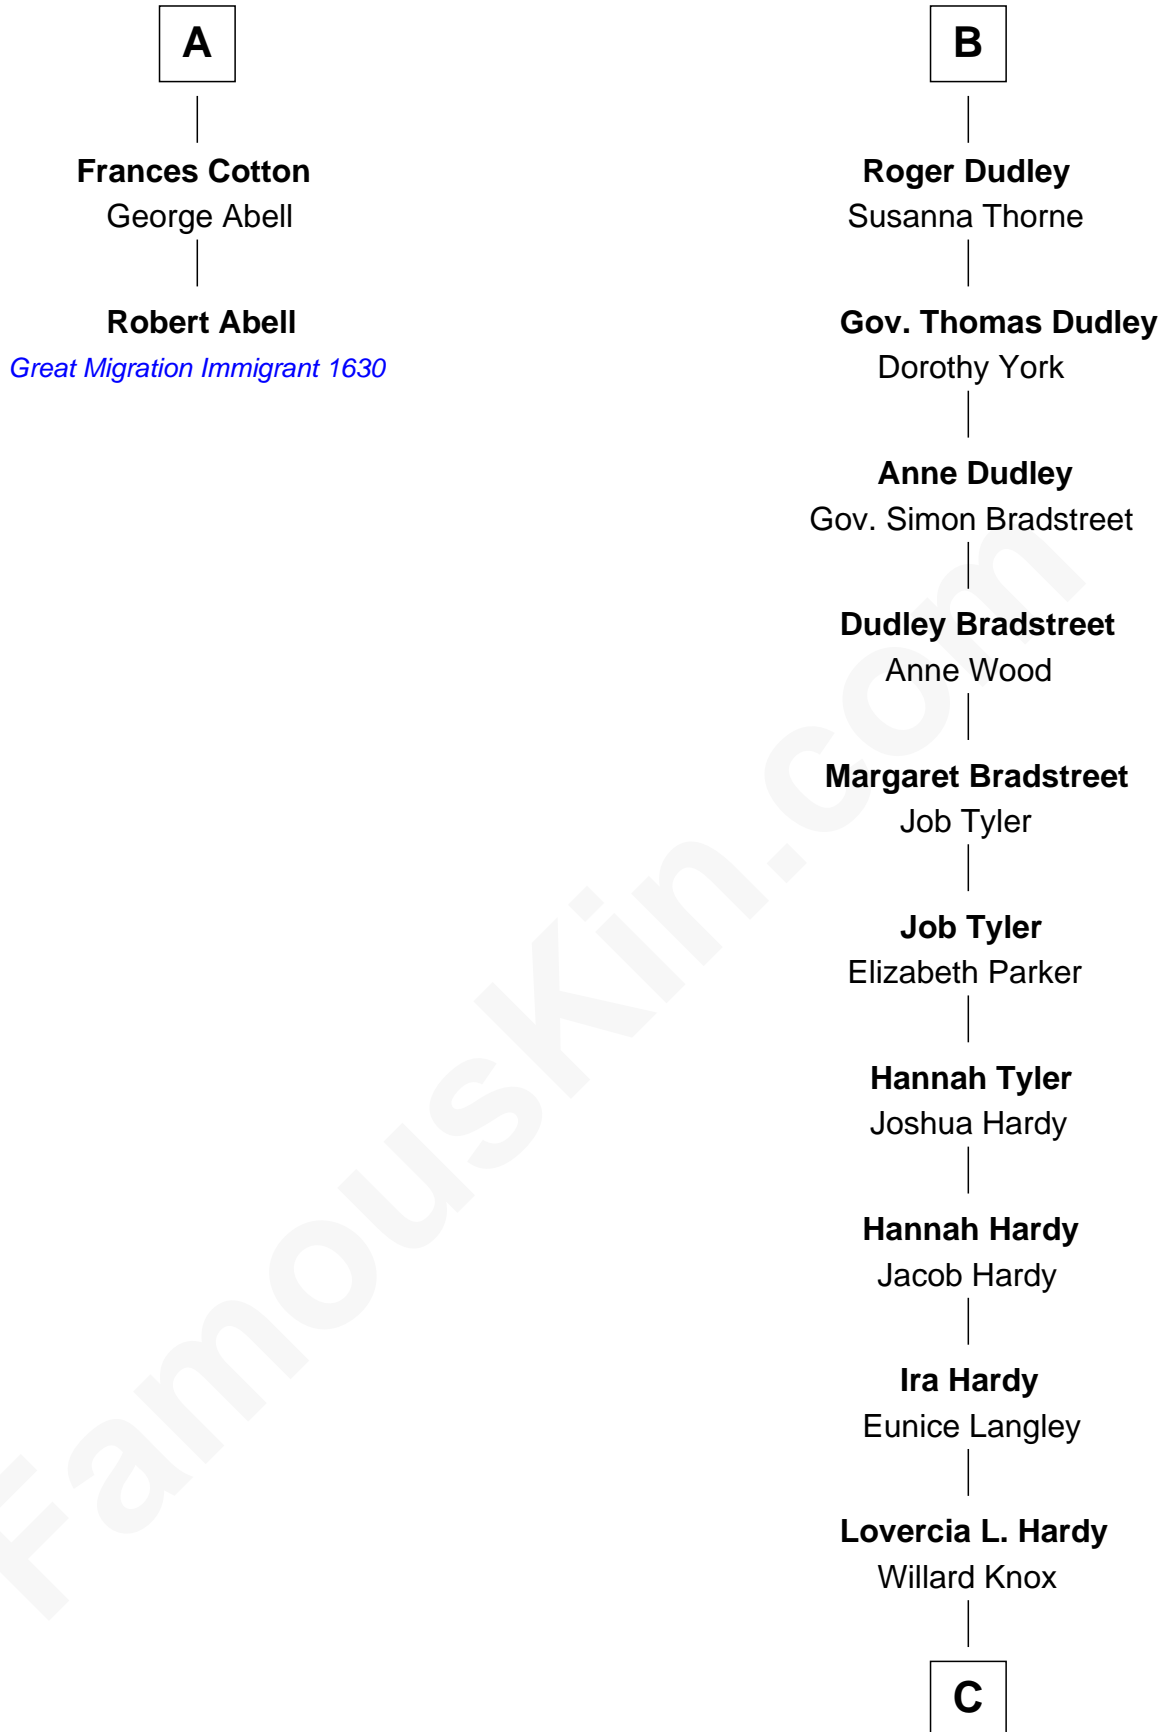 A
Frances Cotton
George Abell
Robert Abell
Great Migration Immigrant 1630
B
Roger Dudley
Susanna Thorne
Gov. Thomas Dudley
Dorothy York
Anne Dudley
Gov. Simon Bradstreet
Dudley Bradstreet
Anne Wood
Margaret Bradstreet
Job Tyler
Job Tyler
Elizabeth Parker
Hannah Tyler
Joshua Hardy
Hannah Hardy
Jacob Hardy
Ira Hardy
Eunice Langley
Lovercia L. Hardy
Willard Knox
C
FamousKin.com